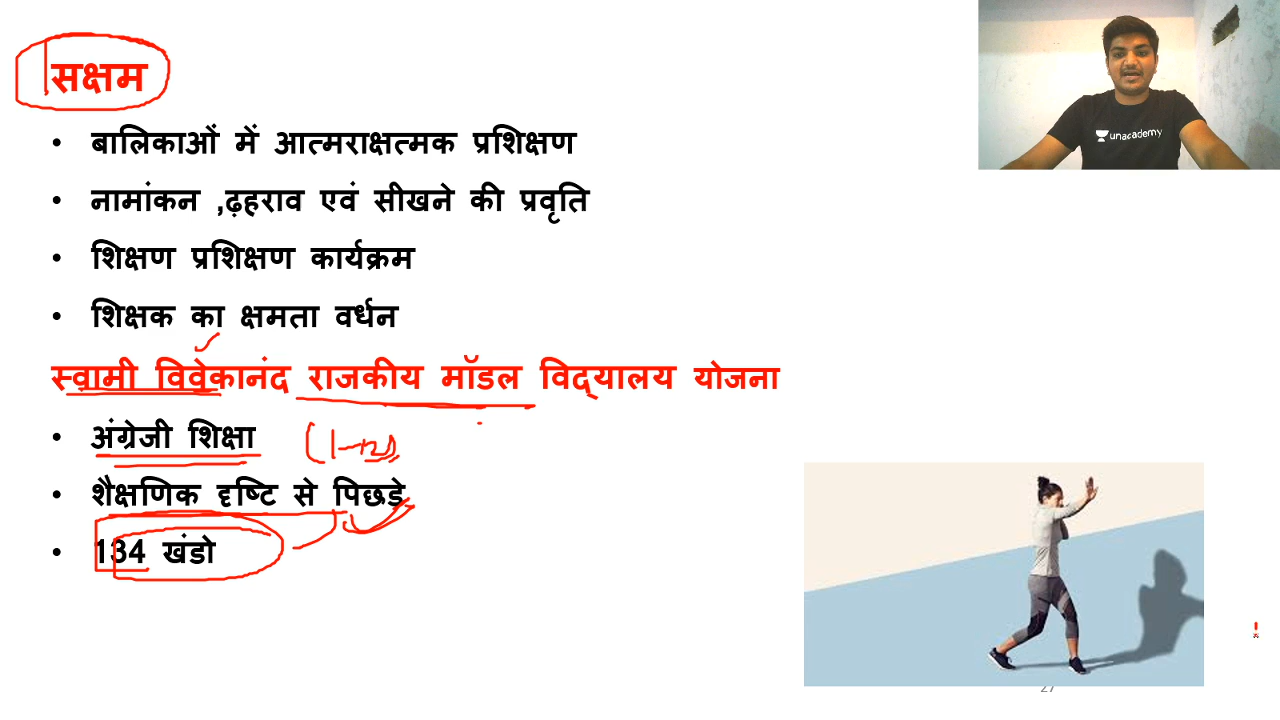 सक्षम
unacademy
• बालिकाओं में आत्मराक्षत्मक प्रशिक्षण
• नामांकन ,ढ़हराव एवं सीखने की प्रवृति
• शिक्षण प्रशिक्षण कार्यक्रम
• शिक्षक का क्षमता वर्धन
स्वामी विवेकानंद राजकीय मॉडल विद्यालय योजना
• अंग्रेजी शिक्षा
• शैक्षणिक दृष्टि से पिछडे
• 134 खंडो
27